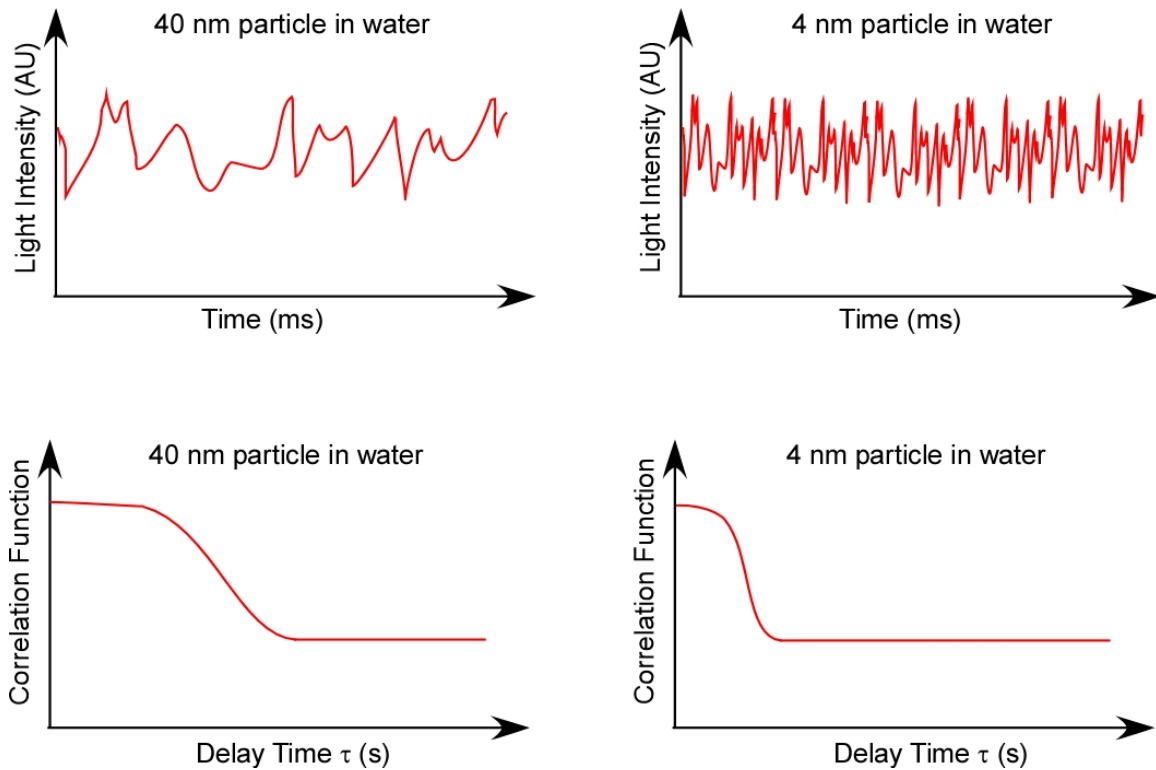 40 nm particle in water
Light Intensity (AU)
Time (ms)
4 nm particle in water
Light Intensity (AU)
Time (ms)
40 nm particle in water
Correlation Function
Delay Time τ (s)
4 nm particle in water
Correlation Function
Delay Time τ (s)